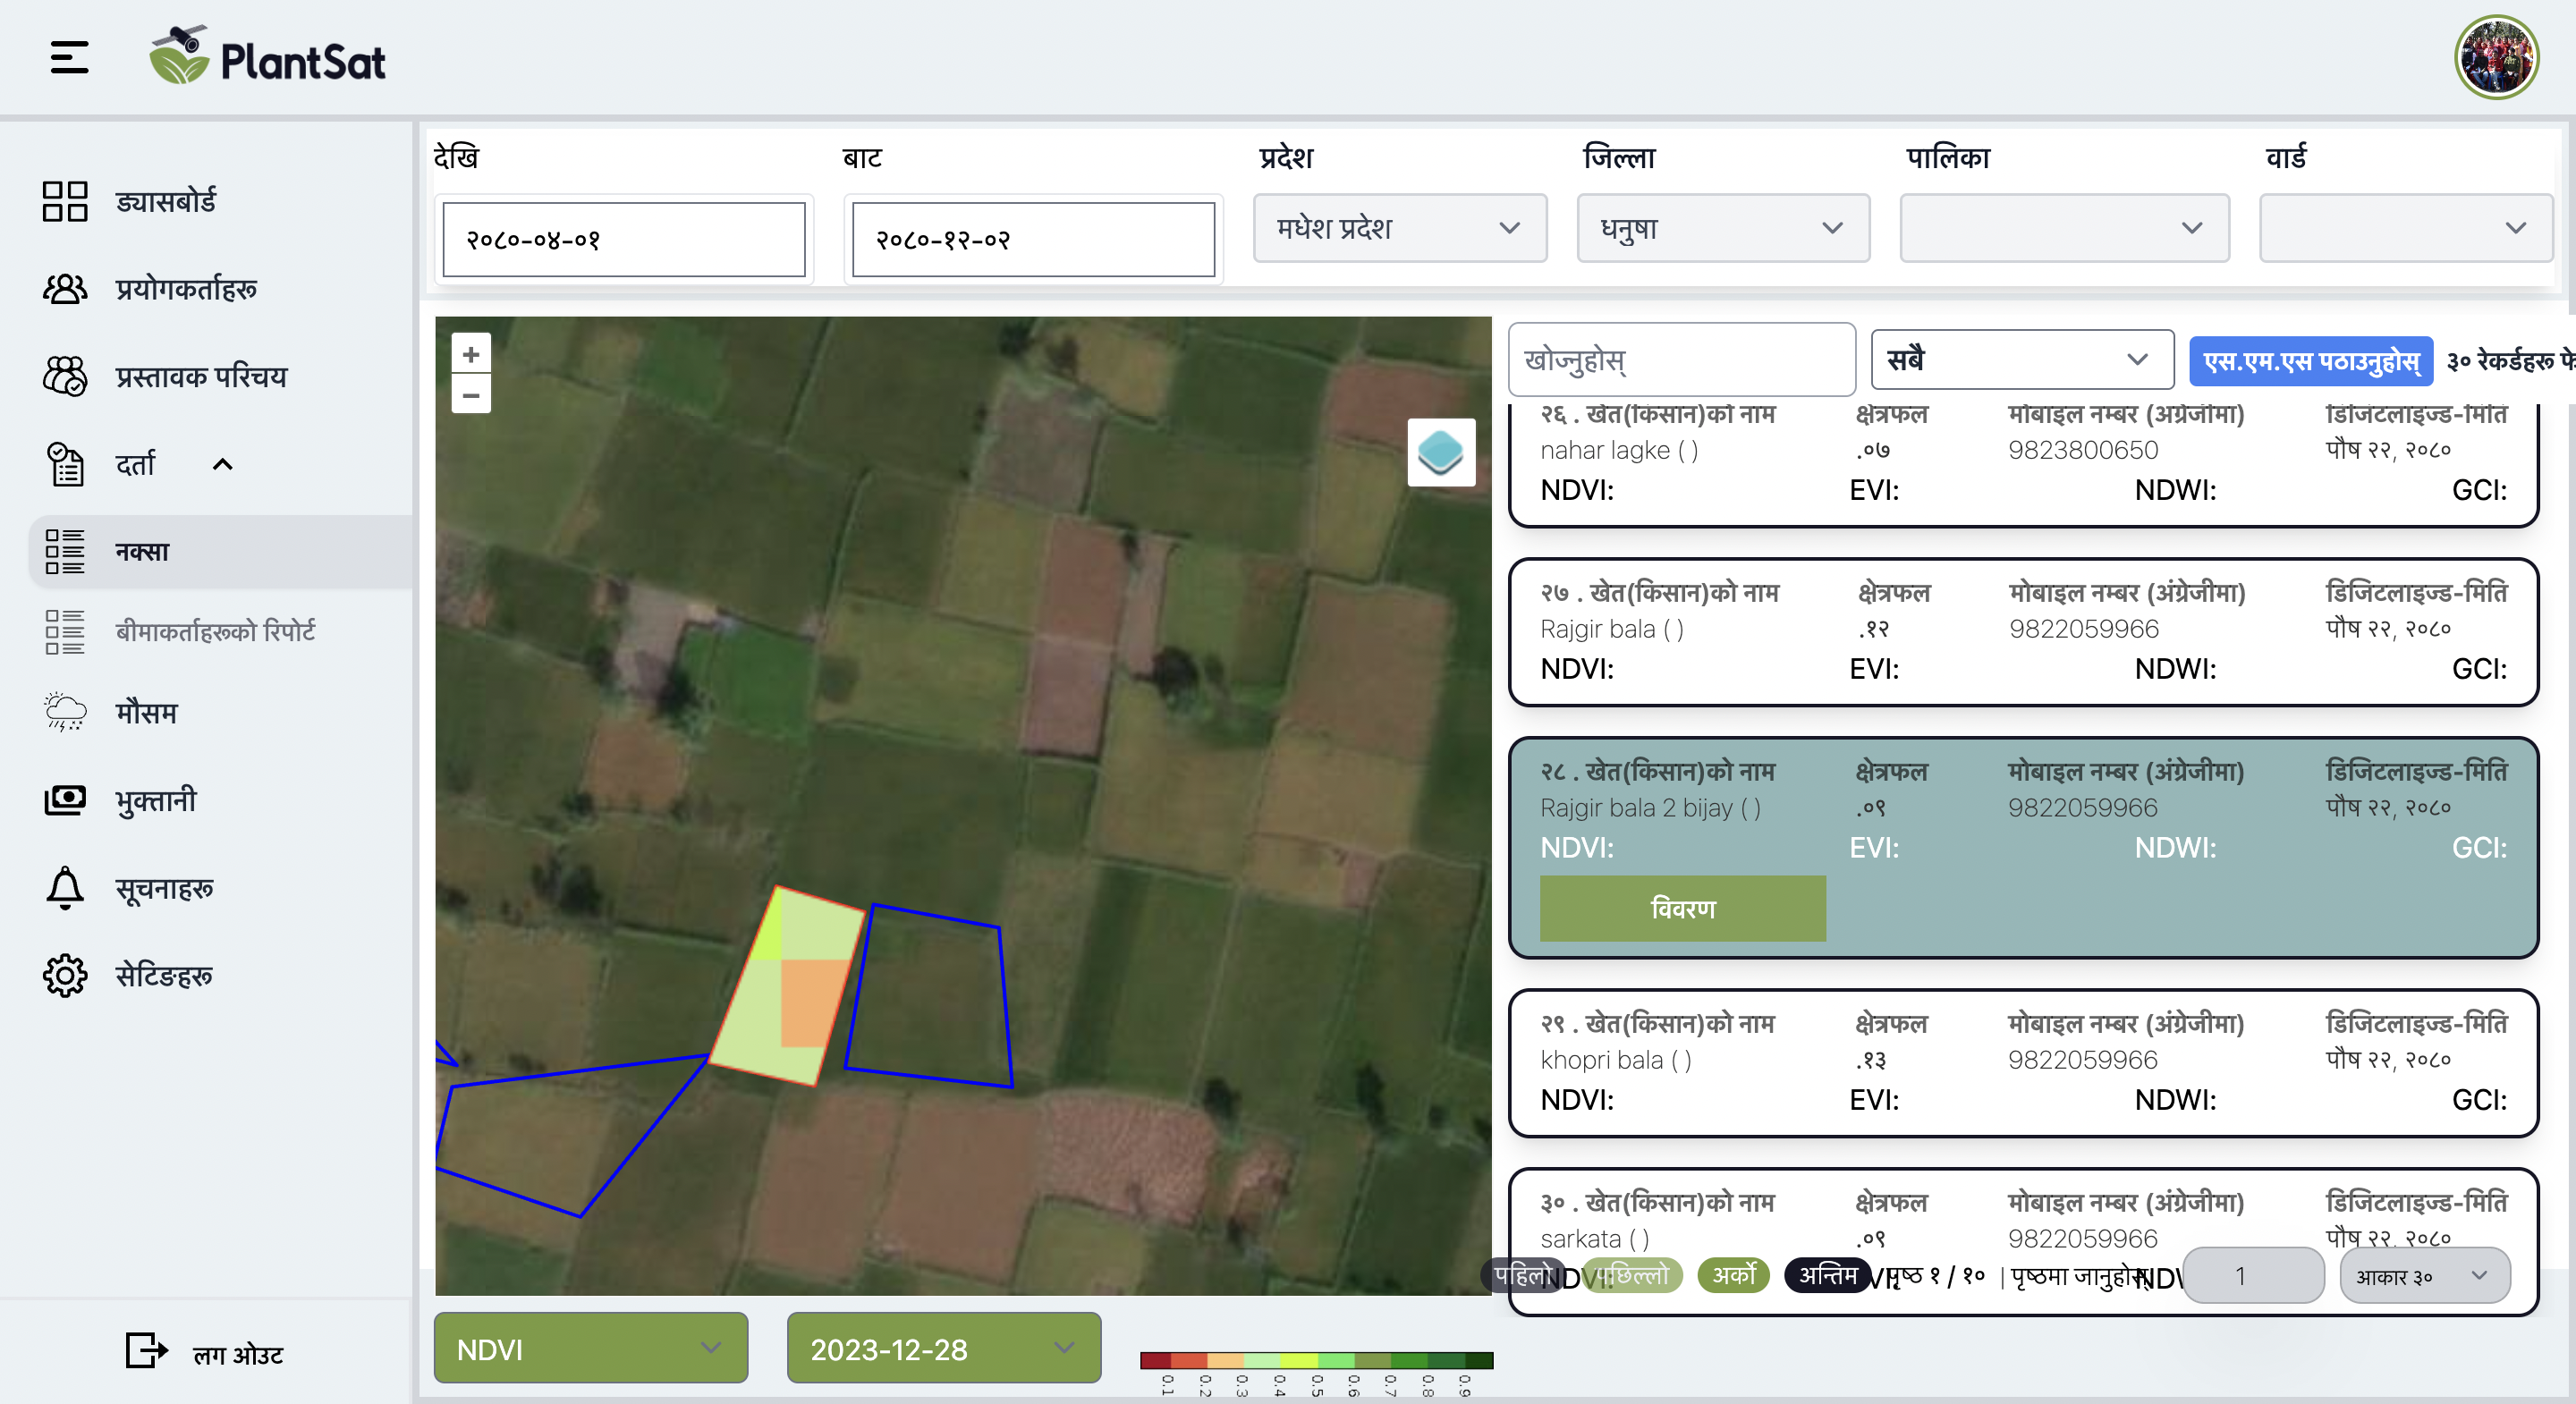 PlantSat
ड्यासबोर्ड
प्रयोगकर्ताहरू
प्रस्तावक परिचय
दर्ता
नक्सा
बीमाकर्ताहरूको रिपोर्ट
मौसम
भुक्तानी
सूचनाहरू
सेटिङहरू
लग ओउट
देखि बाट प्रदेश जिल्ला पालिका वार्ड
२०८०-०४-०१ २०८०-१२-०२ मधेश प्रदेश धनुषा
+
−
खोज्नुहोस् सबै एस.एम.एस पठाउनुहोस् ३० रेकर्डहरू
२६ . खेत(किसान)को नाम क्षेत्रफल मोबाइल नम्बर (अंग्रेजीमा) डिजिटलाइज्ड-मिति
nahar lagke ( ) .०७ 9823800650 पौष २२, २०८०
NDVI: EVI: NDWI: GCI:
२७ . खेत(किसान)को नाम क्षेत्रफल मोबाइल नम्बर (अंग्रेजीमा) डिजिटलाइज्ड-मिति
Rajgir bala ( ) .१२ 9822059966 पौष २२, २०८०
NDVI: EVI: NDWI: GCI:
२८ . खेत(किसान)को नाम क्षेत्रफल मोबाइल नम्बर (अंग्रेजीमा) डिजिटलाइज्ड-मिति
Rajgir bala 2 bijay ( ) .०९ 9822059966 पौष २२, २०८०
NDVI: EVI: NDWI: GCI:
विवरण
२९ . खेत(किसान)को नाम क्षेत्रफल मोबाइल नम्बर (अंग्रेजीमा) डिजिटलाइज्ड-मिति
khopri bala ( ) .१३ 9822059966 पौष २२, २०८०
NDVI: EVI: NDWI: GCI:
३० . खेत(किसान)को नाम क्षेत्रफल मोबाइल नम्बर (अंग्रेजीमा) डिजिटलाइज्ड-मिति
sarkata ( ) .०९ 9822059966 पौष २२, २०८०
पहिलो पछिल्लो अर्को अन्तिम पृष्ठ १ / १० | पृष्ठमा जानुहोस् 1 आकार ३०
NDVI 2023-12-28
0.1 0.2 0.3 0.4 0.5 0.6 0.7 0.8 0.9